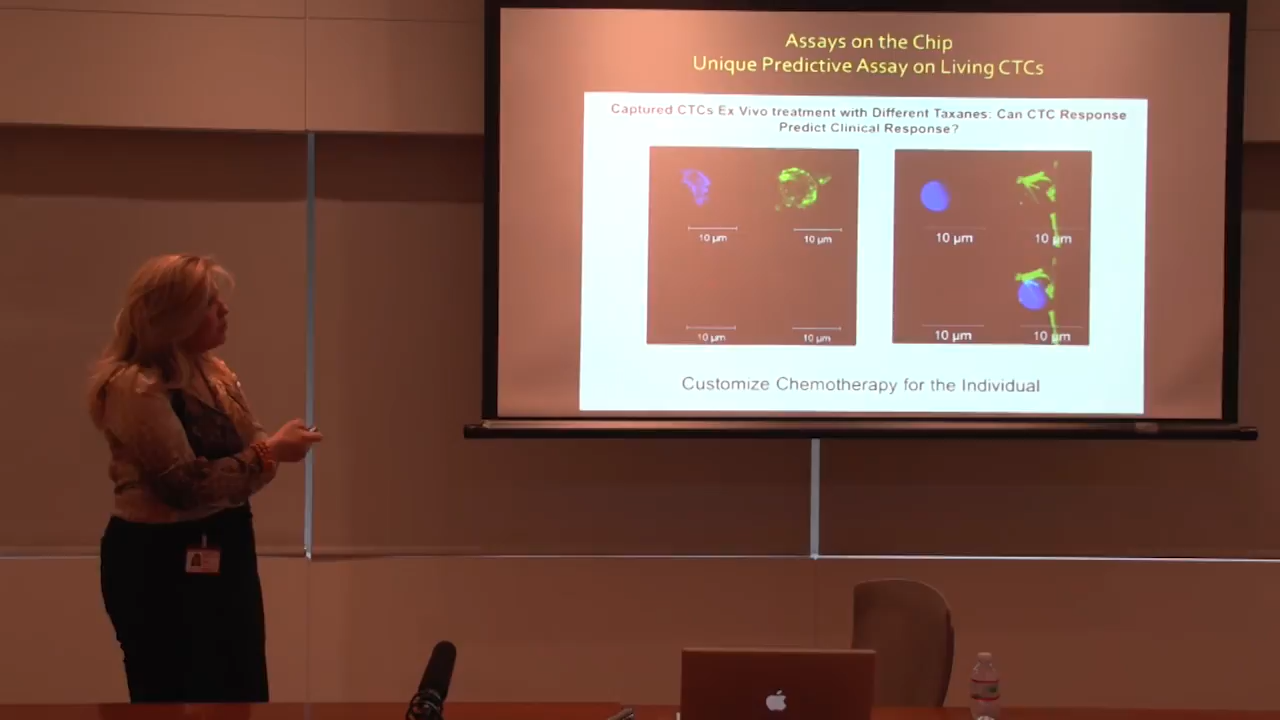 Assays on the Chip
Unique Predictive Assay on Living CTCs
Captured CTCs Ex Vivo treatment with Different Taxanes: Can CTC Response
Predict Clinical Response?
10 µm
10 µm
10 µm
10 µm
10 µm
10 µm
10 µm
10 µm
Customize Chemotherapy for the Individual